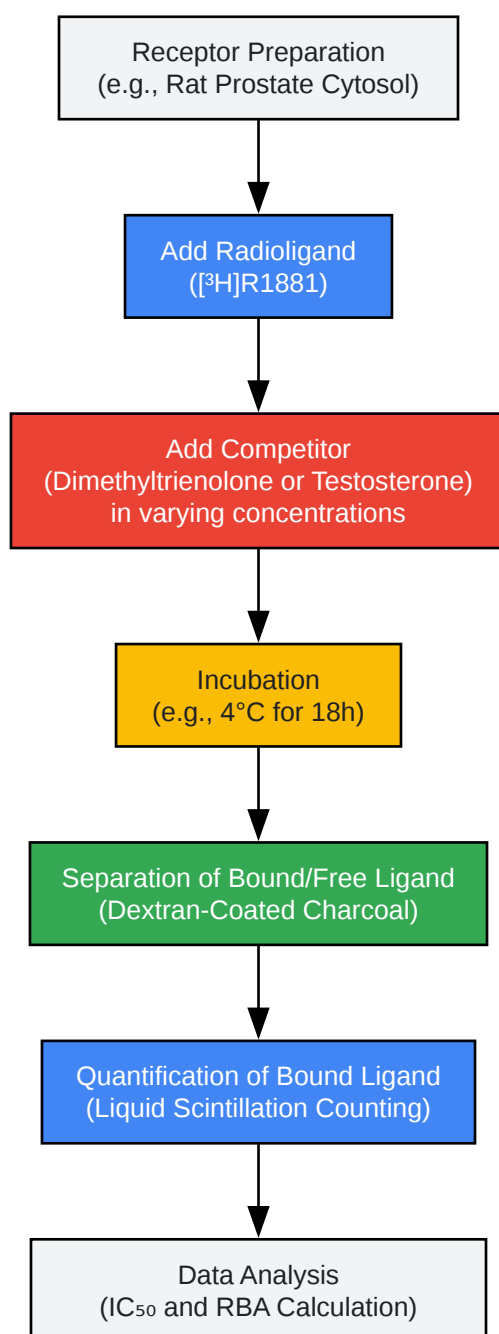 Receptor Preparation
(e.g., Rat Prostate Cytosol)
Add Radioligand
([³H]R1881)
Add Competitor
(Dimethyltrienolone or Testosterone)
in varying concentrations
Incubation
(e.g., 4°C for 18h)
Separation of Bound/Free Ligand
(Dextran-Coated Charcoal)
Quantification of Bound Ligand
(Liquid Scintillation Counting)
Data Analysis
(IC₅₀ and RBA Calculation)